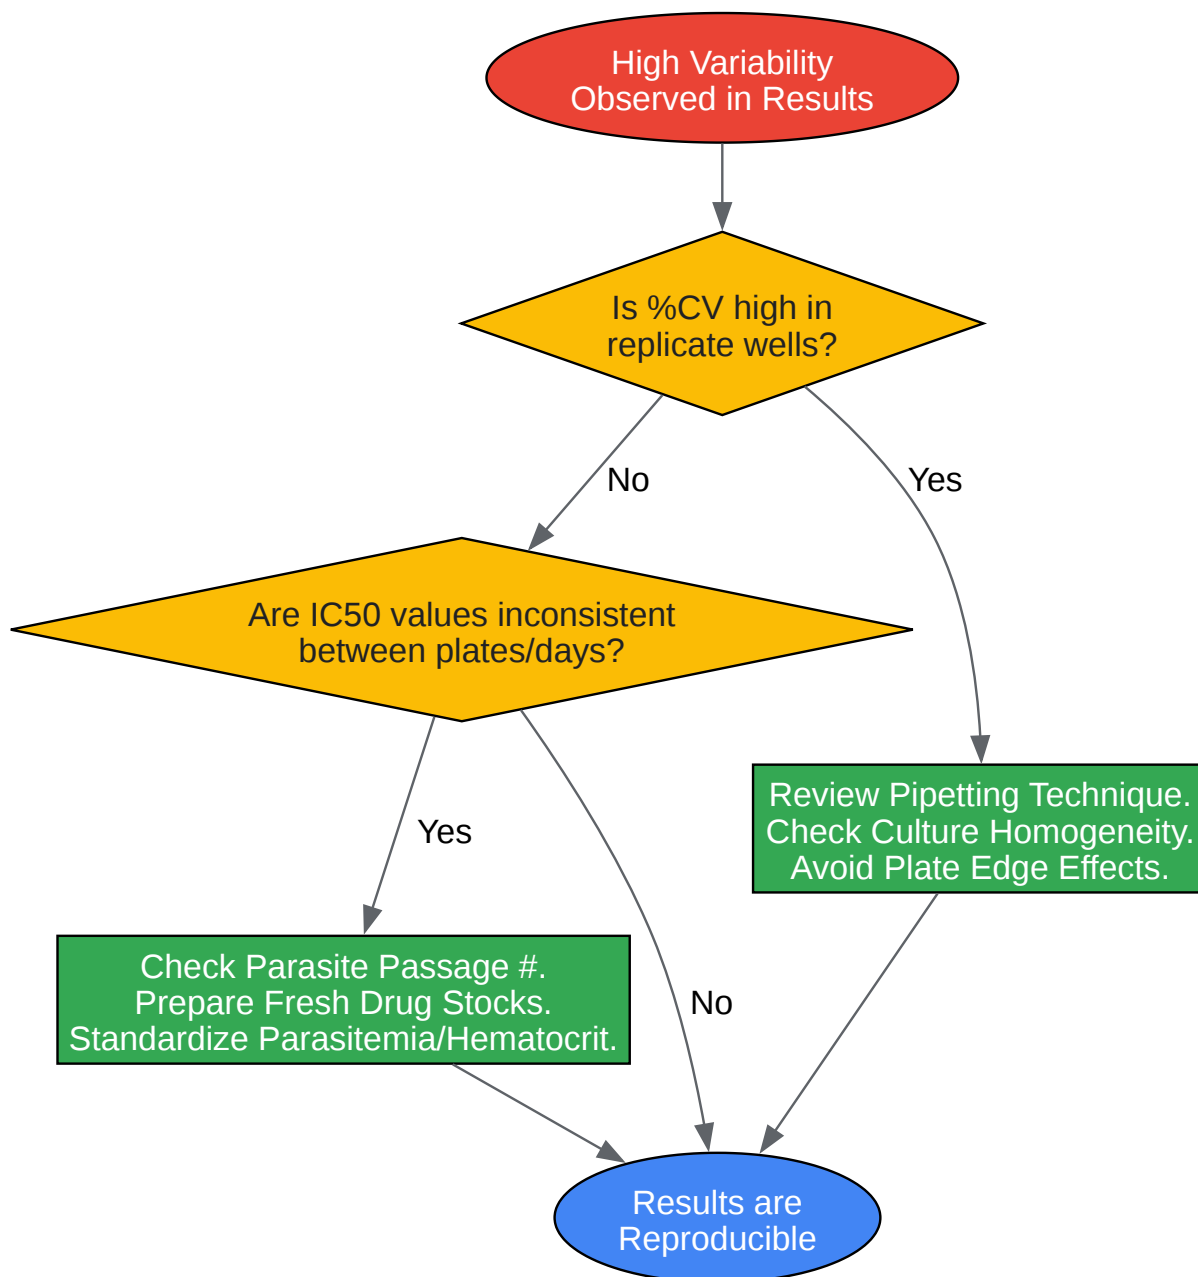 High Variability
Observed in Results
Is %CV high in
replicate wells?
No
Yes
Are IC50 values inconsistent
between plates/days?
Yes
Review Pipetting Technique.
Check Culture Homogeneity.
Avoid Plate Edge Effects.
Check Parasite Passage #.
Prepare Fresh Drug Stocks.
Standardize Parasitemia/Hematocrit.
No
Results are
Reproducible